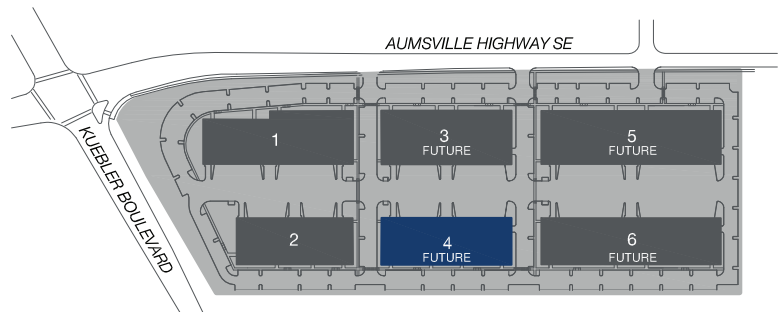 AUMSVILLE HIGHWAY SE
KUEBLER BOULEVARD
1
3
FUTURE
5
FUTURE
2
4
FUTURE
6
FUTURE